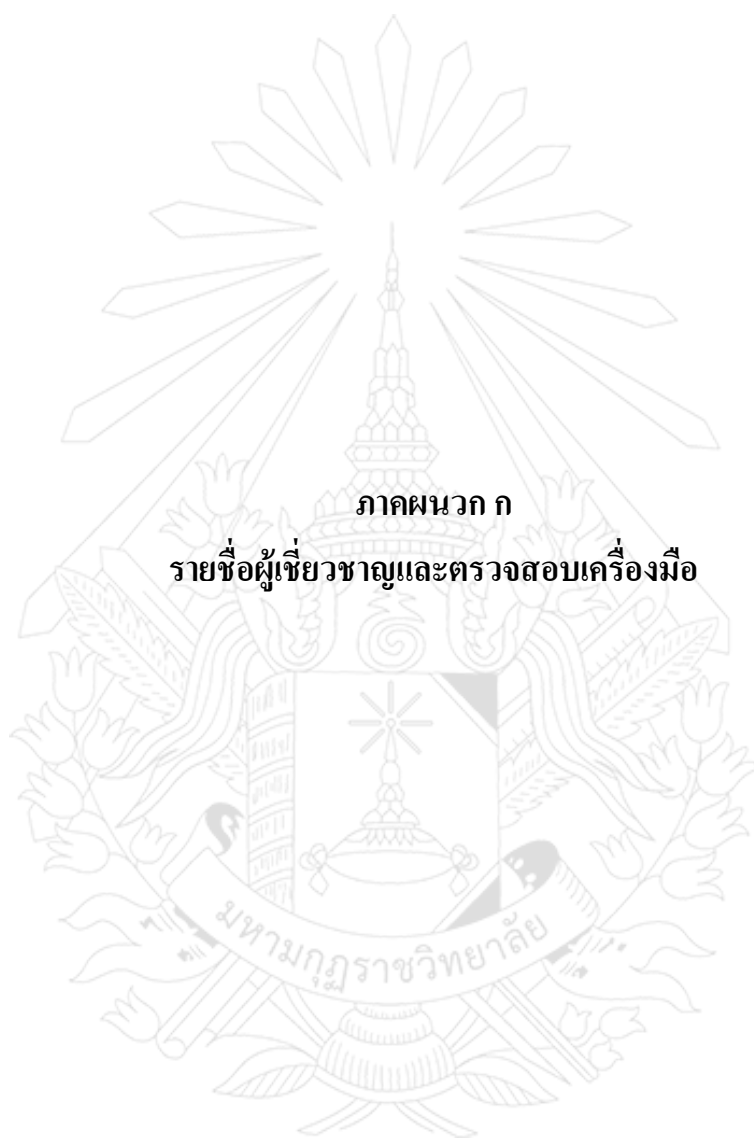 ภาคผนวก ก
รายชื่อผู้เชี่ยวชาญและตรวจสอบเครื่องมือ
มหามกุฏราชวิทยาลัย